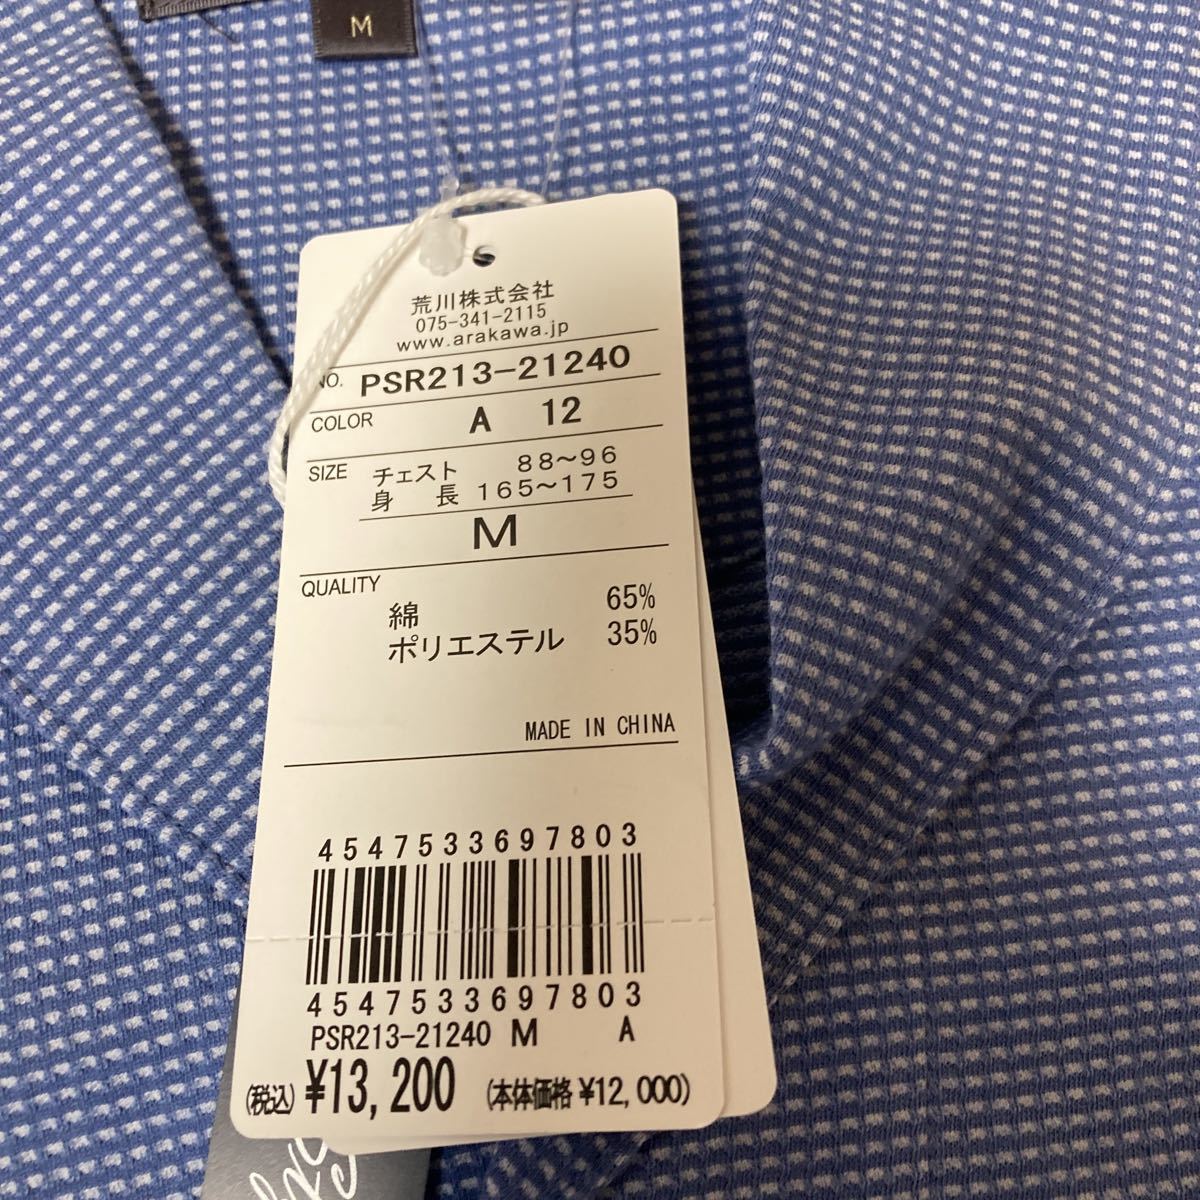 M
荒川株式会社
075-341-2115
www.arakawa.jp
NO. PSR213-21240
COLOR A 12
SIZE チェスト 88～96
身 長 165～175
M
QUALITY
綿 65%
ポリエステル 35%
MADE IN CHINA
4547533697803
4547533697803
PSR213-21240 M A
(税込) ¥13,200 (本体価格 ¥12,000)